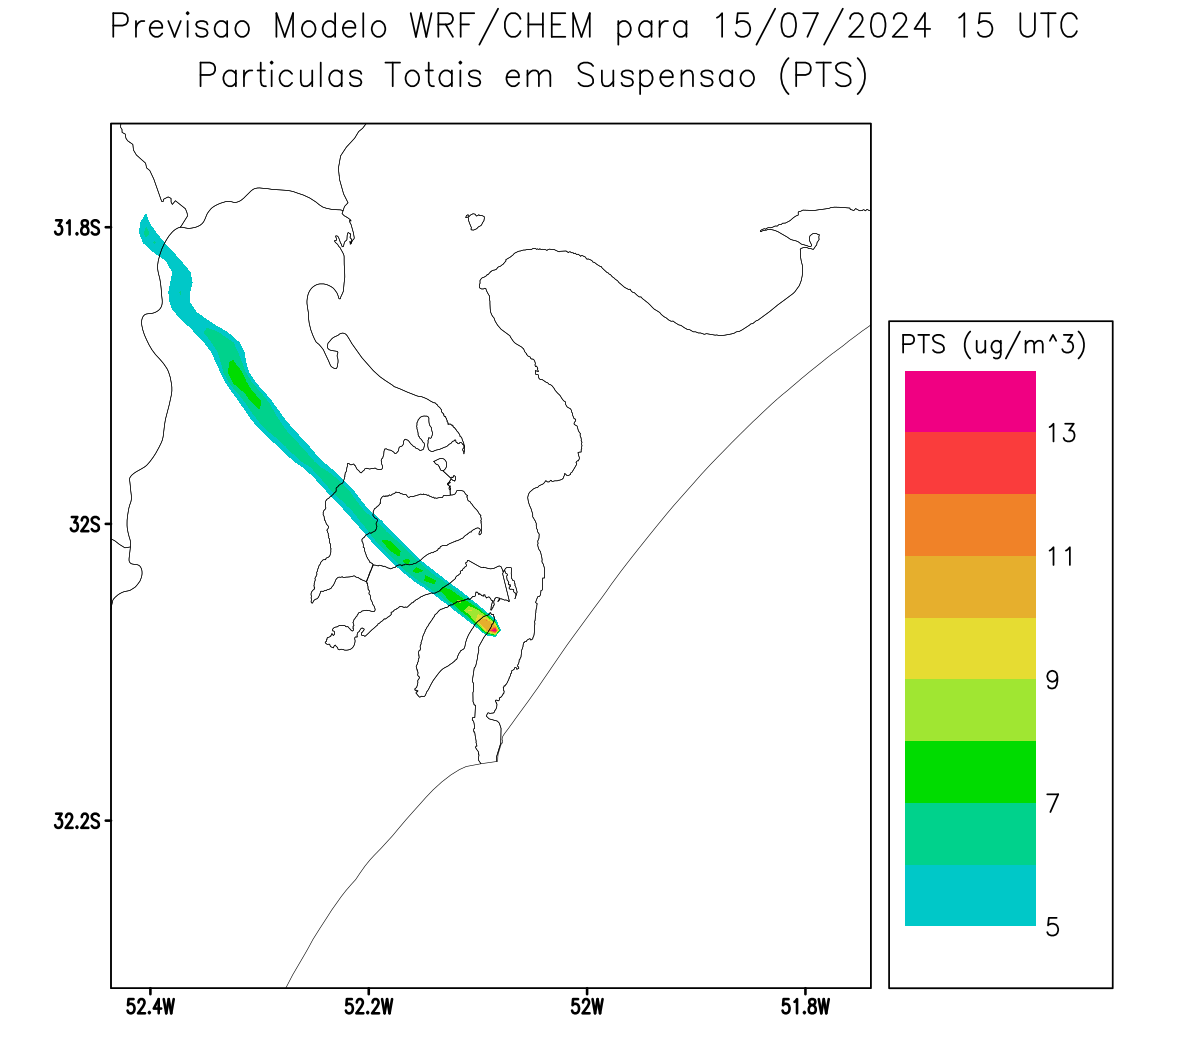 Previsao Modelo WRF/CHEM para 15/07/2024 15 UTC
Particulas Totais em Suspensao (PTS)
31.8S
32S
32.2S
52.4W 52.2W 52W 51.8W
PTS (ug/m^3)
13
11
9
7
5